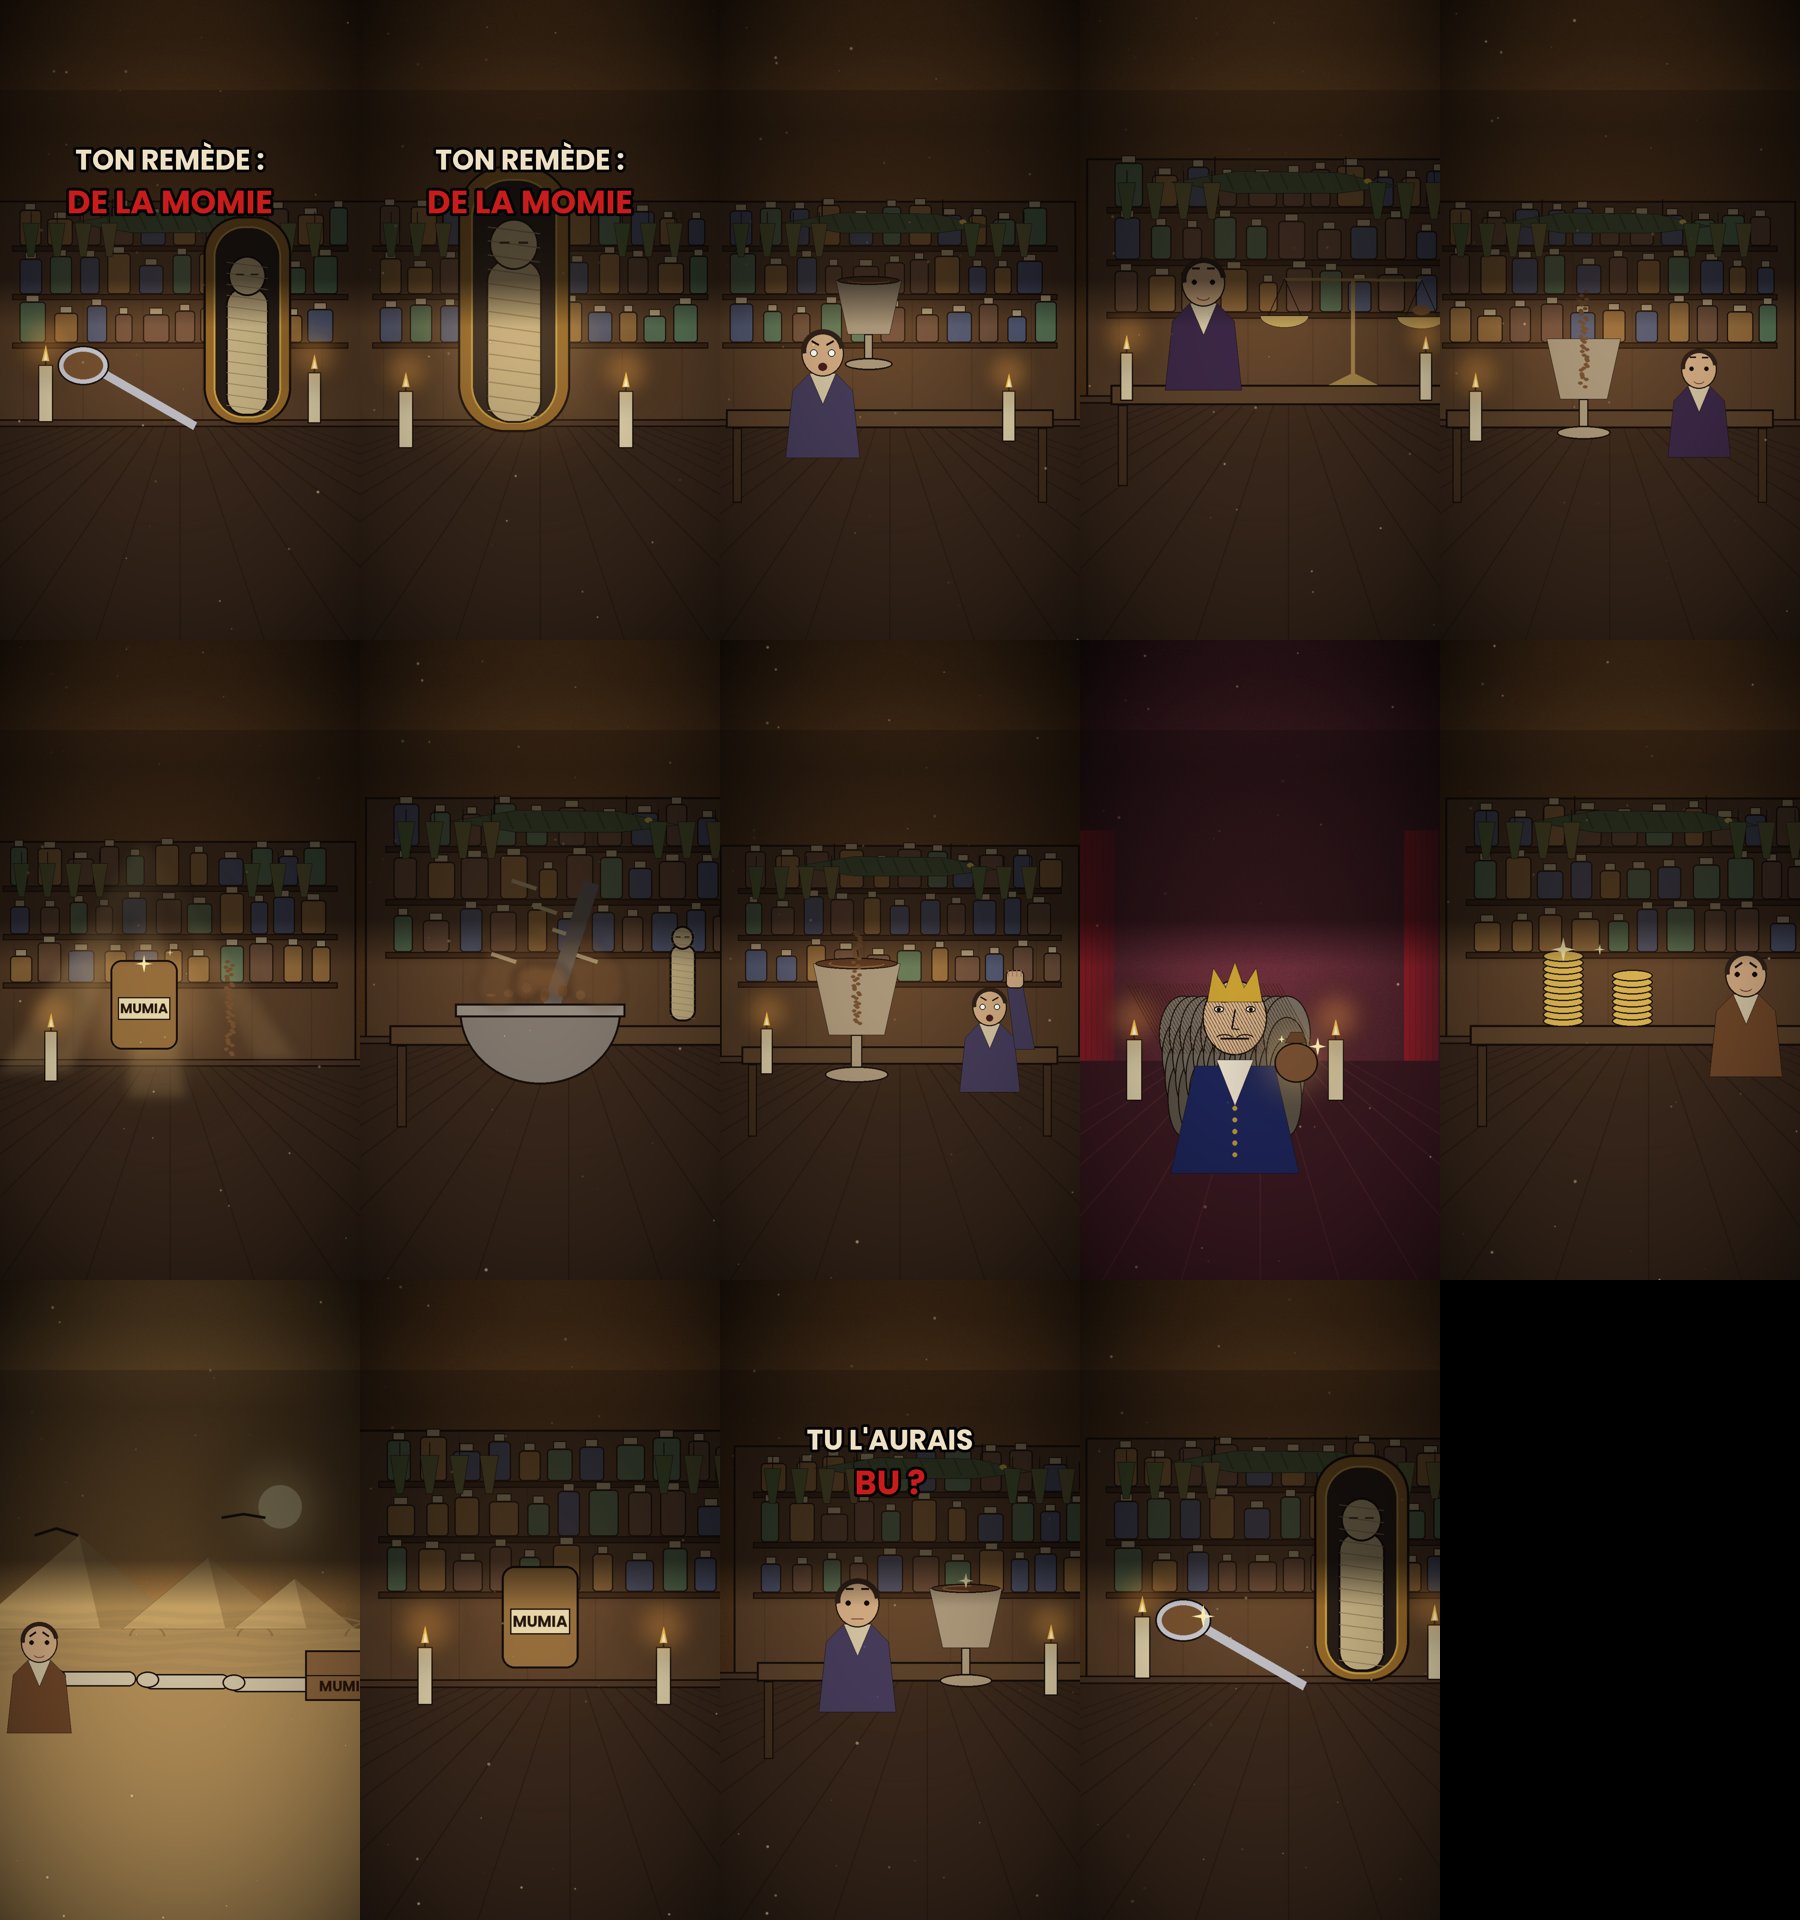 TON REMÈDE :
DE LA MOMIE
TON REMÈDE :
DE LA MOMIE
MUMIA
MUMI
MUMIA
TU L'AURAIS
BU ?